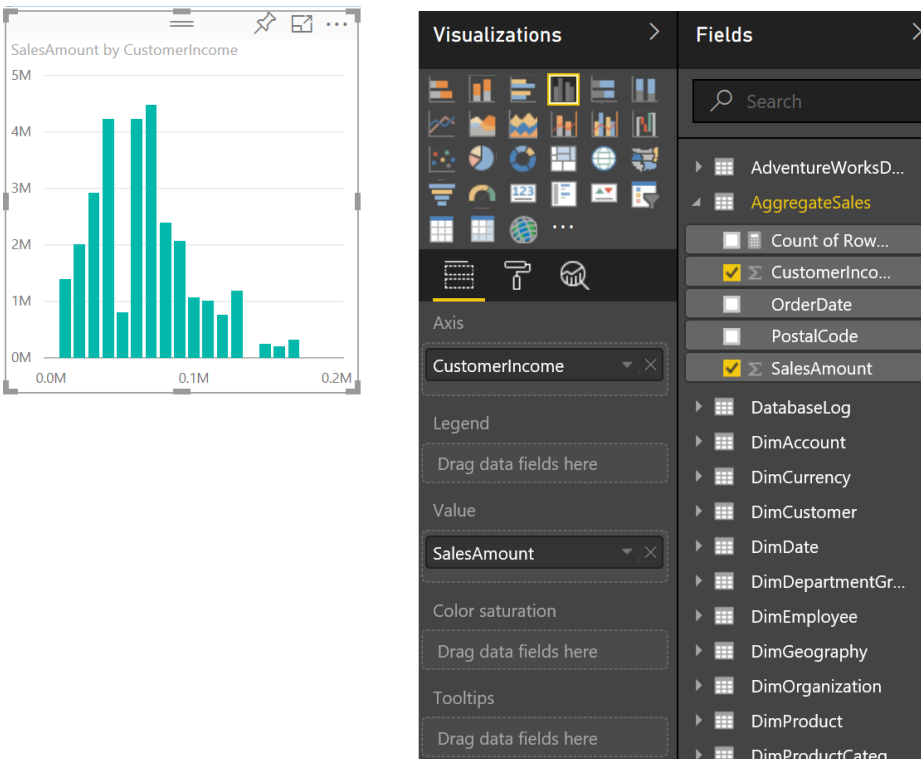 SalesAmount by CustomerIncome
5M
4M
3M
2M
1M
0M
0.0M 0.1M 0.2M
Visualizations
123
Axis
CustomerIncome
Legend
Drag data fields here
Value
SalesAmount
Color saturation
Drag data fields here
Tooltips
Drag data fields here
Fields
Search
AdventureWorksD...
AggregateSales
Count of Row...
CustomerInco...
OrderDate
PostalCode
SalesAmount
DatabaseLog
DimAccount
DimCurrency
DimCustomer
DimDate
DimDepartmentGr...
DimEmployee
DimGeography
DimOrganization
DimProduct
DimProductCateg